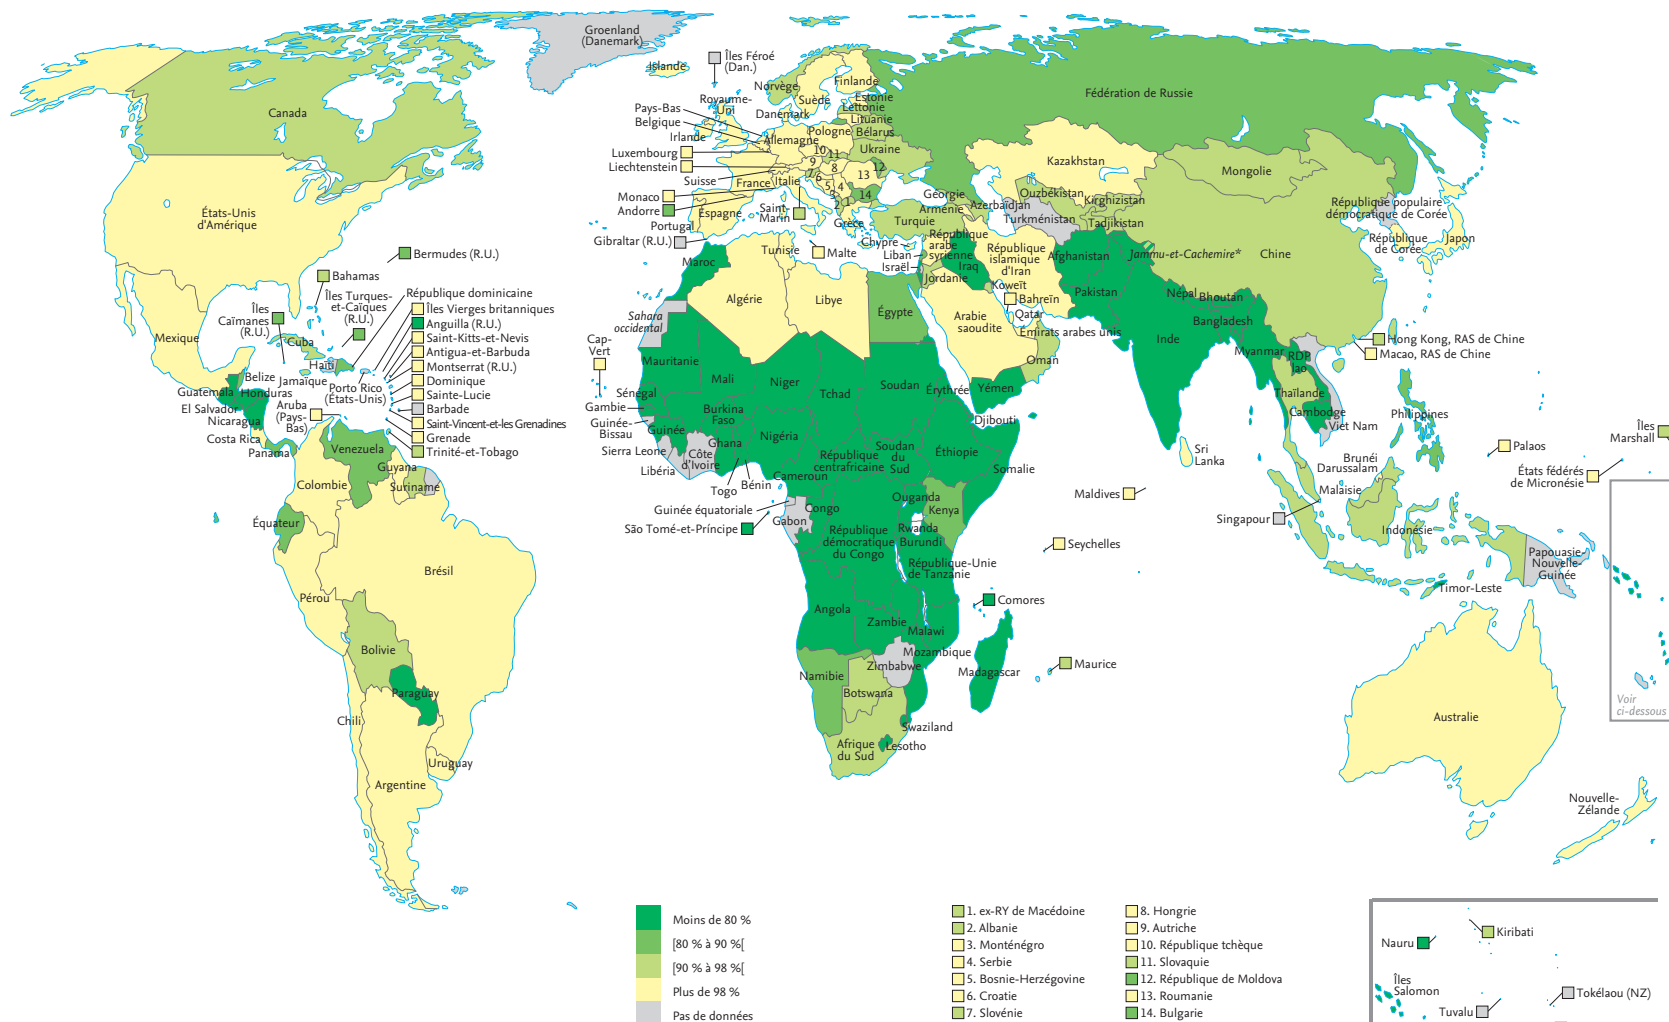 Groenland
(Danemark)
Îles Féroé
(Dan.)
Islande
Norvège
Suède
Finlande
Fédération de Russie
Canada
Pays-Bas
Belgique
Royaume-
Uni
Danemark
Estonie
Lettonie
Lituanie
Irlande
Allemagne
Pologne
Bélarus
Luxembourg
Liechtenstein
Ukraine
10
11
9
8
7
6
13
12
5
4
3
14
2
1
Suisse
France
Italie
Monaco
Andorre
Espagne
Saint-
Marin
Portugal
Gibraltar (R.U.)
Grèce
Malte
Kazakhstan
Mongolie
Géorgie
Azerbaïdjan
Arménie
Turquie
Ouzbékistan
Kirghizistan
Turkménistan
Tadjikistan
République populaire
démocratique de Corée
République
de Corée
Japon
Chine
États-Unis
d'Amérique
Chypre
Liban
Israël
République
arabe
syrienne
Iraq
Jordanie
République
islamique
d'Iran
Afghanistan
Jammu-et-Cachemire*
Koweït
Bahreïn
Qatar
Émirats arabes unis
Pakistan
Népal
Bhoutan
Bangladesh
Inde
Myanmar
RDP
lao
Hong Kong, RAS de Chine
Macao, RAS de Chine
Maroc
Tunisie
Algérie
Libye
Égypte
Arabie
saoudite
Oman
Yémen
Sahara
occidental
Bermudes (R.U.)
Bahamas
Îles Turques-
et-Caïques
(R.U.)
République dominicaine
Îles
Caïmanes
(R.U.)
Îles Vierges britanniques
Anguilla (R.U.)
Saint-Kitts-et-Nevis
Antigua-et-Barbuda
Montserrat (R.U.)
Dominique
Sainte-Lucie
Barbade
Saint-Vincent-et-les Grenadines
Grenade
Trinité-et-Tobago
Mexique
Cuba
Haïti
Belize
Jamaïque
Porto Rico
(États-Unis)
Guatemala
Honduras
El Salvador
Nicaragua
Aruba
(Pays-
Bas)
Costa Rica
Panama
Venezuela
Guyana
Suriname
Colombie
Équateur
Brésil
Pérou
Bolivie
Paraguay
Chili
Uruguay
Argentine
Cap-
Vert
Mauritanie
Mali
Niger
Tchad
Soudan
Érythrée
Djibouti
Sénégal
Gambie
Guinée-
Bissau
Guinée
Sierra Leone
Libéria
Burkina
Faso
Côte
d'Ivoire
Ghana
Togo
Bénin
Nigéria
Cameroun
République
centrafricaine
Soudan
du
Sud
Éthiopie
Somalie
Guinée équatoriale
São Tomé-et-Príncipe
Gabon
Congo
République
démocratique
du Congo
Ouganda
Kenya
Rwanda
Burundi
République-Unie
de Tanzanie
Angola
Zambie
Malawi
Mozambique
Comores
Madagascar
Maurice
Namibie
Zimbabwe
Botswana
Swaziland
Lesotho
Afrique
du Sud
Seychelles
Maldives
Sri
Lanka
Thaïlande
Cambodge
Viet Nam
Philippines
Brunéi
Darussalam
Malaisie
Singapour
Indonésie
Timor-Leste
Palaos
États fédérés
de Micronésie
Îles
Marshall
Papouasie-
Nouvelle-
Guinée
Voir
ci-dessous
Australie
Nouvelle-
Zélande
Moins de 80 %
[80 % à 90 %[
[90 % à 98 %[
Plus de 98 %
Pas de données
1. ex-RY de Macédoine
2. Albanie
3. Monténégro
4. Serbie
5. Bosnie-Herzégovine
6. Croatie
7. Slovénie
8. Hongrie
9. Autriche
10. République tchèque
11. Slovaquie
12. République de Moldova
13. Roumanie
14. Bulgarie
Nauru
Kiribati
Îles
Salomon
Tuvalu
Tokélaou (NZ)